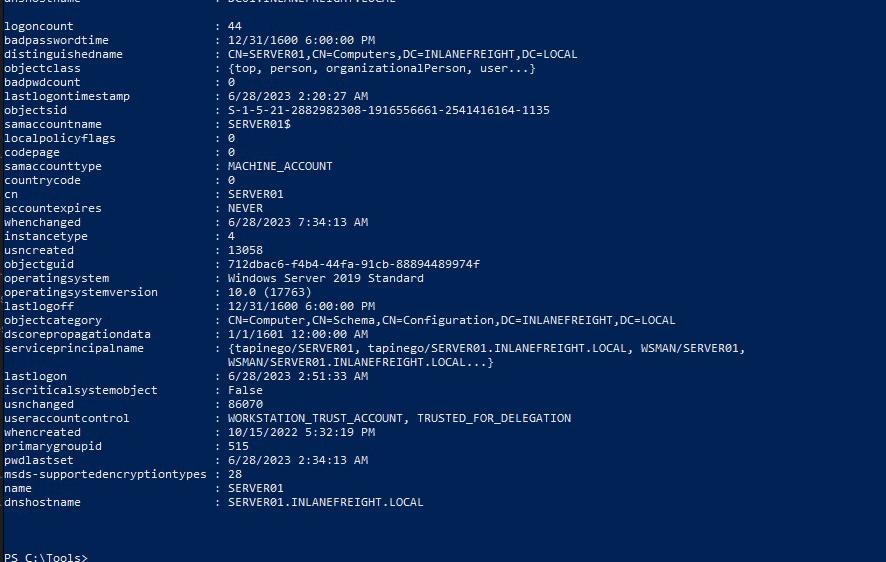 dnshostname : DC01.INLANEFREIGHT.LOCAL
logoncount : 44
badpasswordtime : 12/31/1600 6:00:00 PM
distinguishedname : CN=SERVER01,CN=Computers,DC=INLANEFREIGHT,DC=LOCAL
objectclass : {top, person, organizationalPerson, user...}
badpwdcount : 0
lastlogontimestamp : 6/28/2023 2:20:27 AM
objectsid : S-1-5-21-2882982308-1916556661-2541416164-1135
samaccountname : SERVER01$
localpolicyflags : 0
codepage : 0
samaccounttype : MACHINE_ACCOUNT
countrycode : 0
cn : SERVER01
accountexpires : NEVER
whenchanged : 6/28/2023 7:34:13 AM
instancetype : 4
usncreated : 13058
objectguid : 712dbac6-f4b4-44fa-91cb-88894489974f
operatingsystem : Windows Server 2019 Standard
operatingsystemversion : 10.0 (17763)
lastlogoff : 12/31/1600 6:00:00 PM
objectcategory : CN=Computer,CN=Schema,CN=Configuration,DC=INLANEFREIGHT,DC=LOCAL
dscorepropagationdata : 1/1/1601 12:00:00 AM
serviceprincipalname : {tapinego/SERVER01, tapinego/SERVER01.INLANEFREIGHT.LOCAL, WSMAN/SERVER01,
WSMAN/SERVER01.INLANEFREIGHT.LOCAL...}
lastlogon : 6/28/2023 2:51:33 AM
iscriticalsystemobject : False
usnchanged : 86070
useraccountcontrol : WORKSTATION_TRUST_ACCOUNT, TRUSTED_FOR_DELEGATION
whencreated : 10/15/2022 5:32:19 PM
primarygroupid : 515
pwdlastset : 6/28/2023 2:34:13 AM
msds-supportedencryptiontypes : 28
name : SERVER01
dnshostname : SERVER01.INLANEFREIGHT.LOCAL
PS C:\Tools>